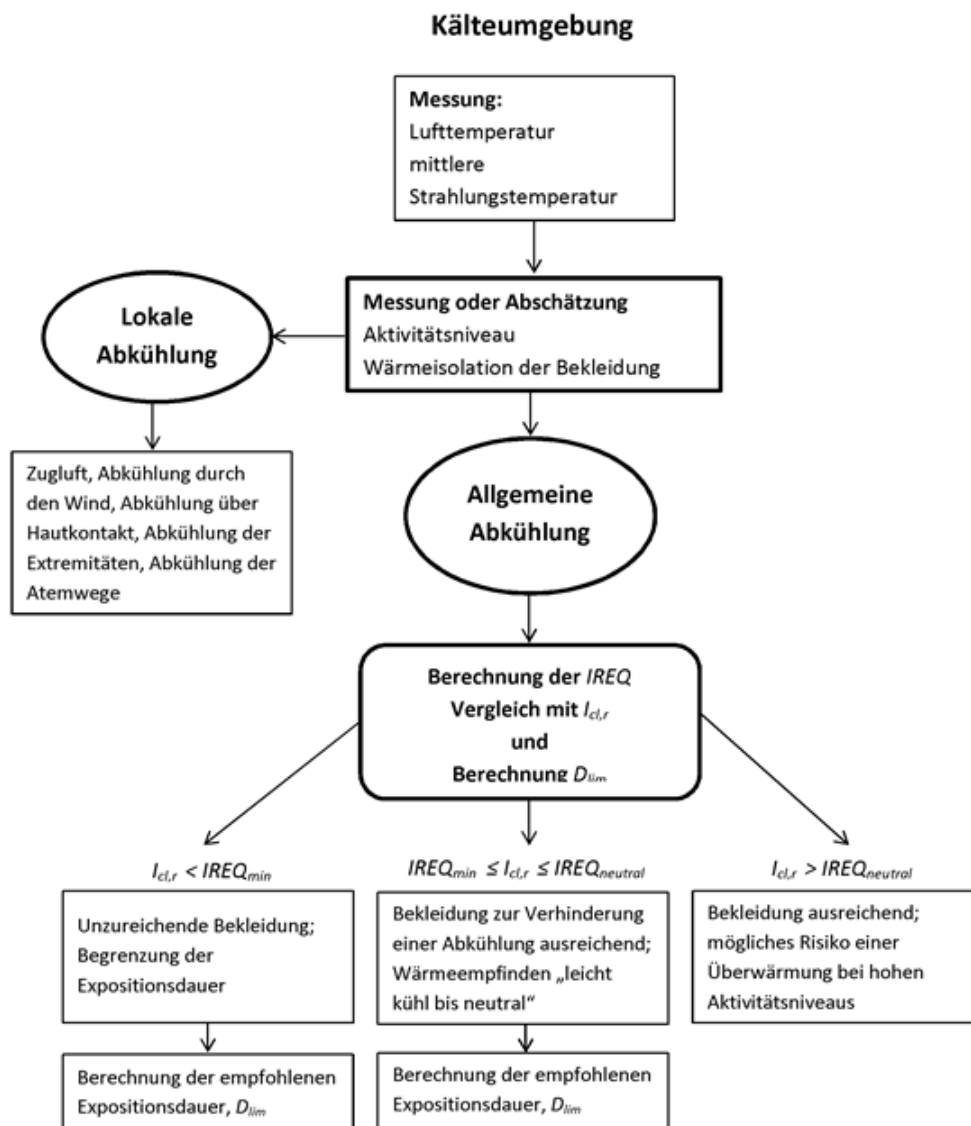 Kälteumgebung
Messung:
Lufttemperatur
mittlere
Strahlungstemperatur
Messung oder Abschätzung
Aktivitätsniveau
Wärmeisolation der Bekleidung
Lokale
Abkühlung
Zugluft, Abkühlung durch
den Wind, Abkühlung über
Hautkontakt, Abkühlung der
Extremitäten, Abkühlung der
Atemwege
Allgemeine
Abkühlung
Berechnung der IREQ
Vergleich mit Icl,r
und
Berechnung Dlim
Icl,r < IREQmin
Unzureichende Bekleidung;
Begrenzung der
Expositionsdauer
Berechnung der empfohlenen
Expositionsdauer, Dlim
IREQmin ≤ Icl,r ≤ IREQneutral
Bekleidung zur Verhinderung
einer Abkühlung ausreichend;
Wärmeempfinden „leicht
kühl bis neutral“
Berechnung der empfohlenen
Expositionsdauer, Dlim
Icl,r > IREQneutral
Bekleidung ausreichend;
mögliches Risiko einer
Überwärmung bei hohen
Aktivitätsniveaus